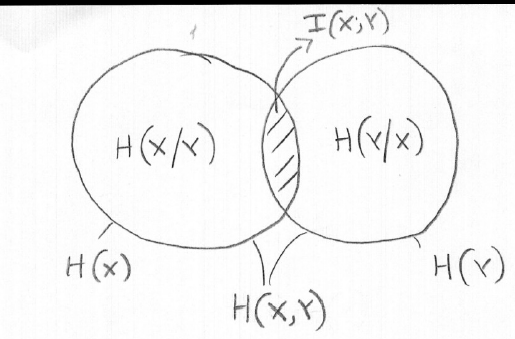 I(X;Y)
H(X/Y)
H(Y/X)
H(X)
H(Y)
H(X,Y)